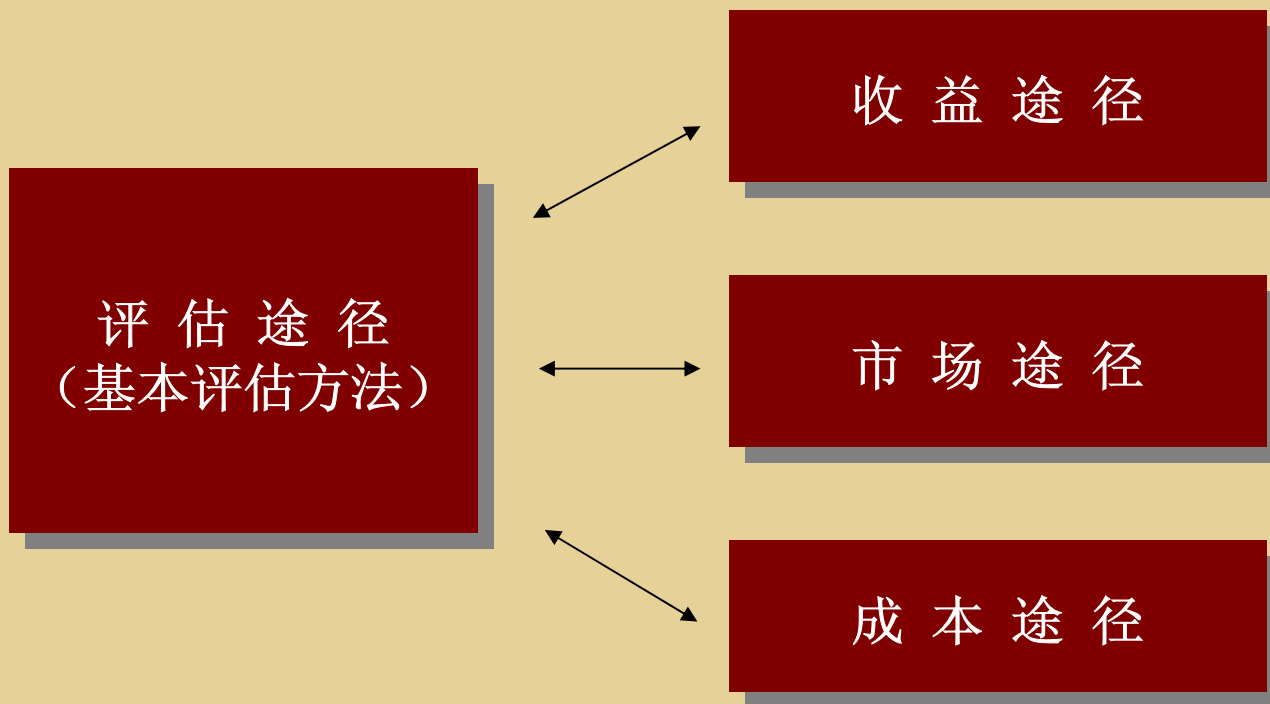 评 估 途 径
（基本评估方法）
收 益 途 径
市 场 途 径
成 本 途 径